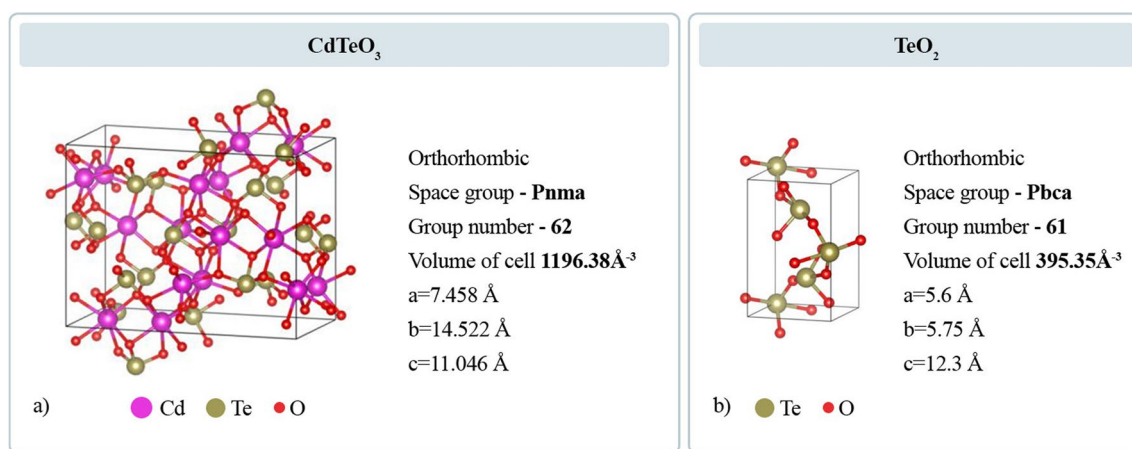 CdTeO₃
Orthorhombic
Space group - Pnma
Group number - 62
Volume of cell 1196.38Å⁻³
a=7.458 Å
b=14.522 Å
c=11.046 Å
a)
Cd
Te
O
TeO₂
Orthorhombic
Space group - Pbca
Group number - 61
Volume of cell 395.35Å⁻³
a=5.6 Å
b=5.75 Å
c=12.3 Å
b)
Te
O